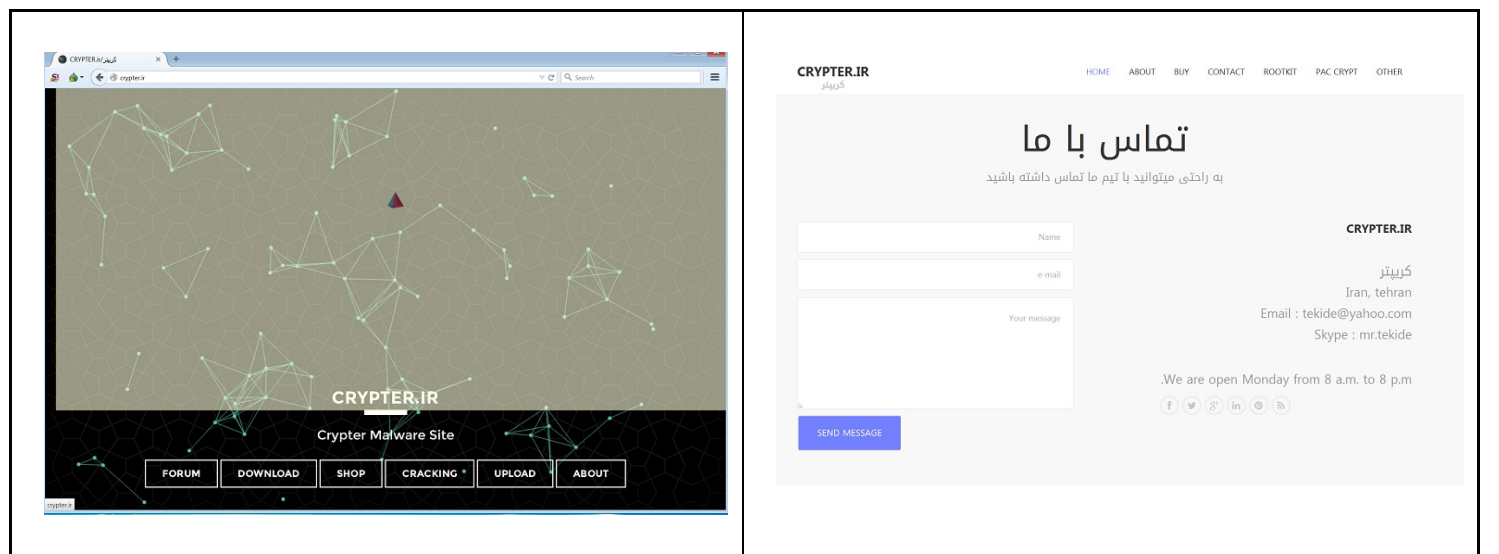 CRYPTER.ir/کریپتر
crypter.ir
Search
CRYPTER.IR
Crypter Malware Site
FORUM
DOWNLOAD
SHOP
CRACKING
UPLOAD
ABOUT
crypter.ir
CRYPTER.IR
کریپتر
HOME ABOUT BUY CONTACT ROOTKIT PAC CRYPT OTHER
تماس با ما
به راحتی میتوانید با تیم ما تماس داشته باشید
Name
e-mail
Your message
SEND MESSAGE
CRYPTER.IR
کریپتر
Iran, tehran
Email : tekide@yahoo.com
Skype : mr.tekide
.We are open Monday from 8 a.m. to 8 p.m